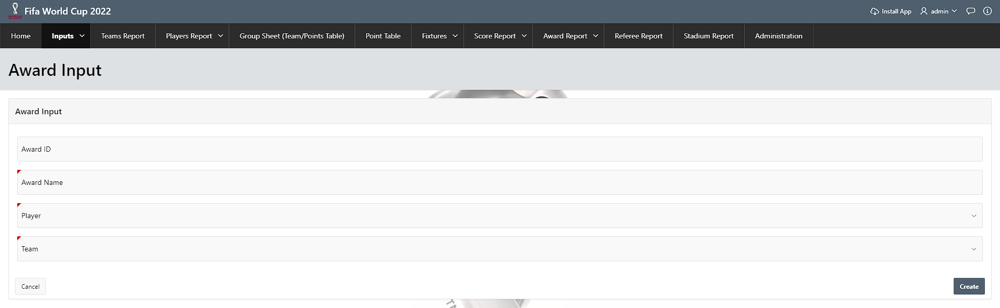 Fifa World Cup 2022
Install App
admin
Home
Inputs
Teams Report
Players Report
Group Sheet (Team/Points Table)
Point Table
Fixtures
Score Report
Award Report
Referee Report
Stadium Report
Administration
Award Input
Award Input
Award ID
Award Name
Player
Team
Cancel
Create